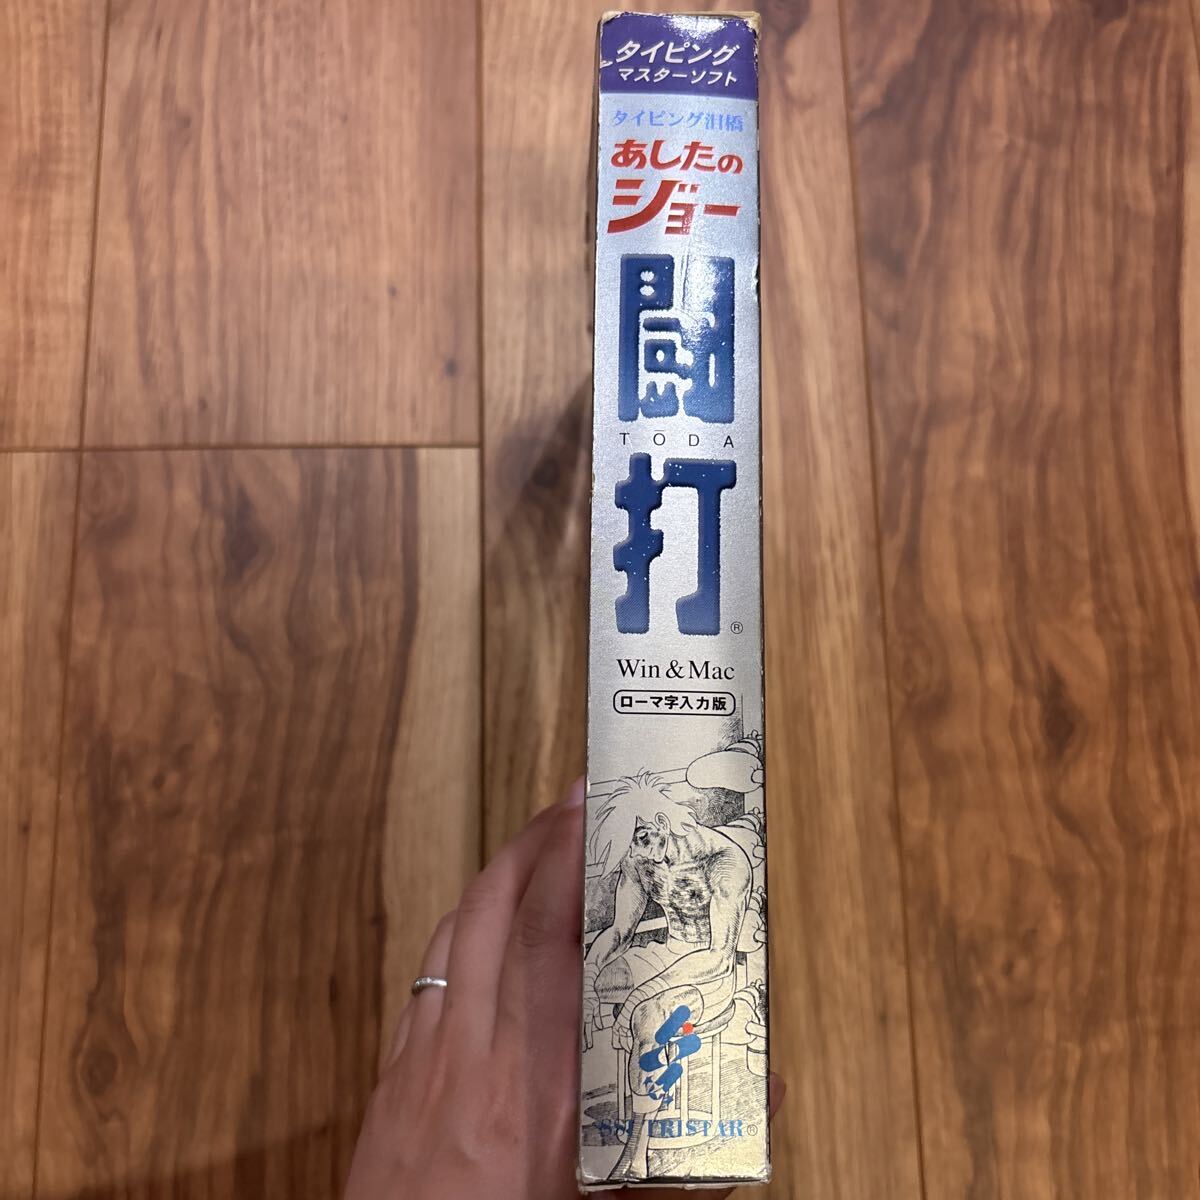 タイピング
マスターソフト
タイピング泪橋
あしたの
ジョー
闘
TŌDA
打®
Win & Mac
ローマ字入力版
SSI TRISTAR®